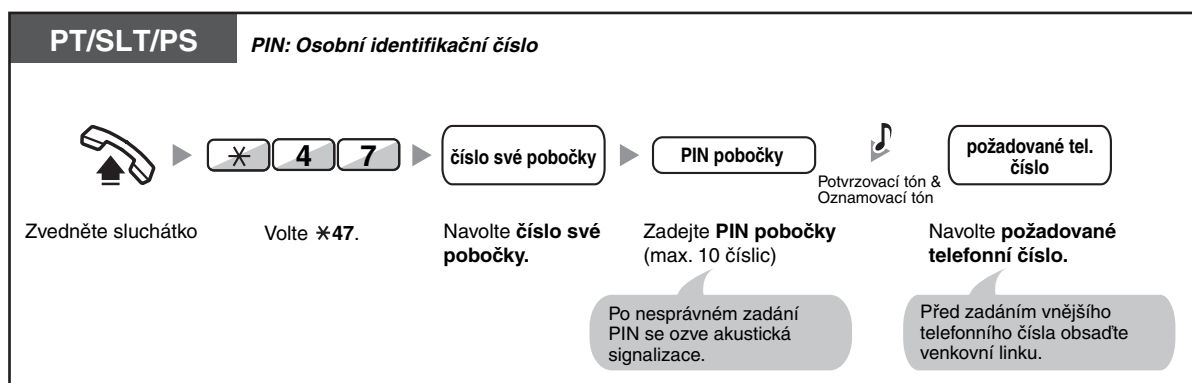 PT/SLT/PS
PIN: Osobní identifikační číslo
✳ 4 7
číslo své pobočky
PIN pobočky
Potvrzovací tón &
Oznamovací tón
požadované tel.
číslo
Zvedněte sluchátko
Volte ✳47.
Navolte číslo své
pobočky.
Zadejte PIN pobočky
(max. 10 číslic)
Navolte požadované
telefonní číslo.
Po nesprávném zadání
PIN se ozve akustická
signalizace.
Před zadáním vnějšího
telefonního čísla obsaďte
venkovní linku.